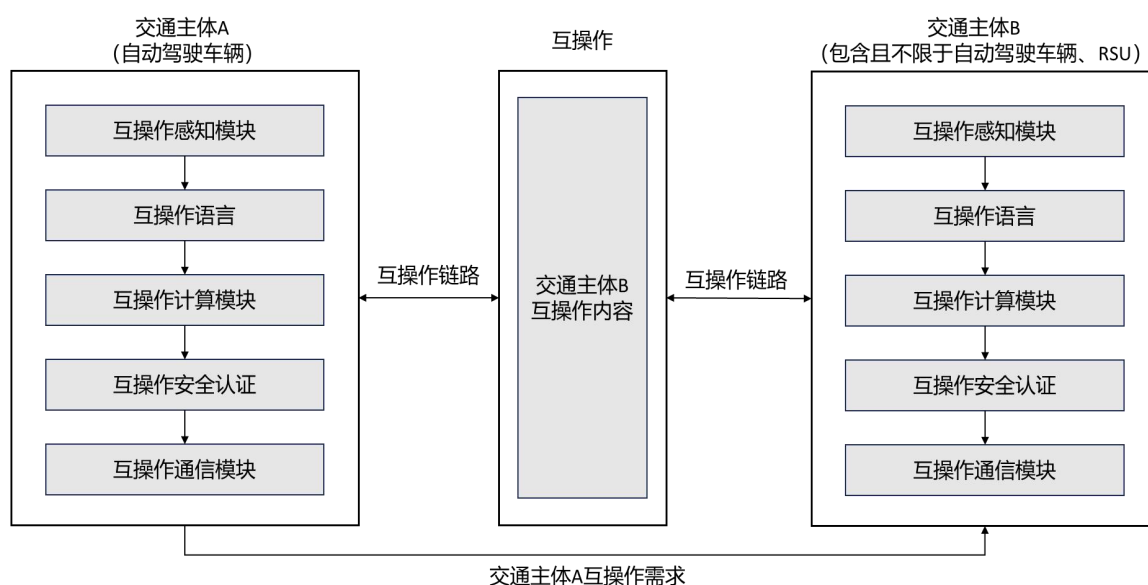 交通主体A
（自动驾驶车辆）
互操作感知模块
互操作语言
互操作计算模块
互操作安全认证
互操作通信模块
互操作链路
互操作
交通主体B
互操作内容
互操作链路
交通主体B
（包含且不限于自动驾驶车辆、RSU）
互操作感知模块
互操作语言
互操作计算模块
互操作安全认证
互操作通信模块
交通主体A互操作需求